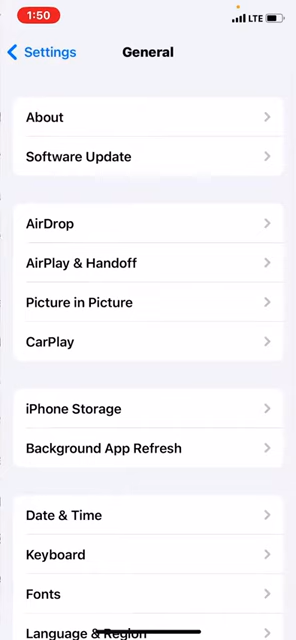 1:50
LTE
Settings
General
About
Software Update
AirDrop
AirPlay & Handoff
Picture in Picture
CarPlay
iPhone Storage
Background App Refresh
Date & Time
Keyboard
Fonts
Language & Region